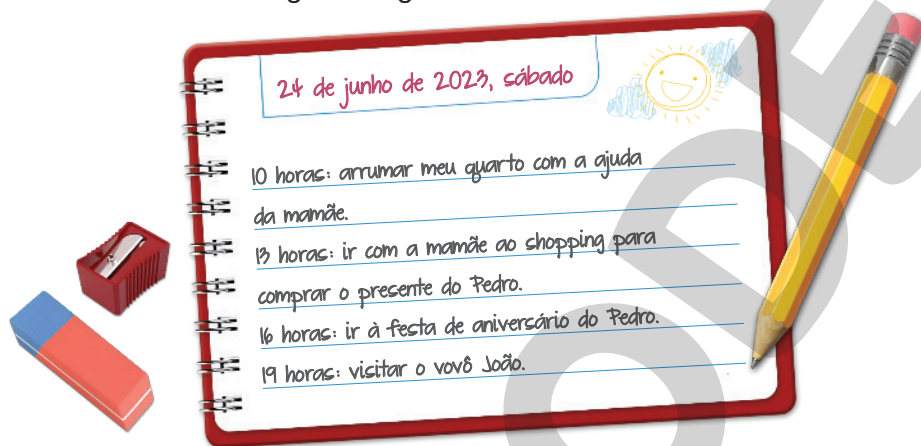 24 de junho de 2023, sábado
10 horas: arrumar meu quarto com a ajuda
da mamãe.
13 horas: ir com a mamãe ao shopping para
comprar o presente do Pedro.
16 horas: ir à festa de aniversário do Pedro.
19 horas: visitar o vovô João.